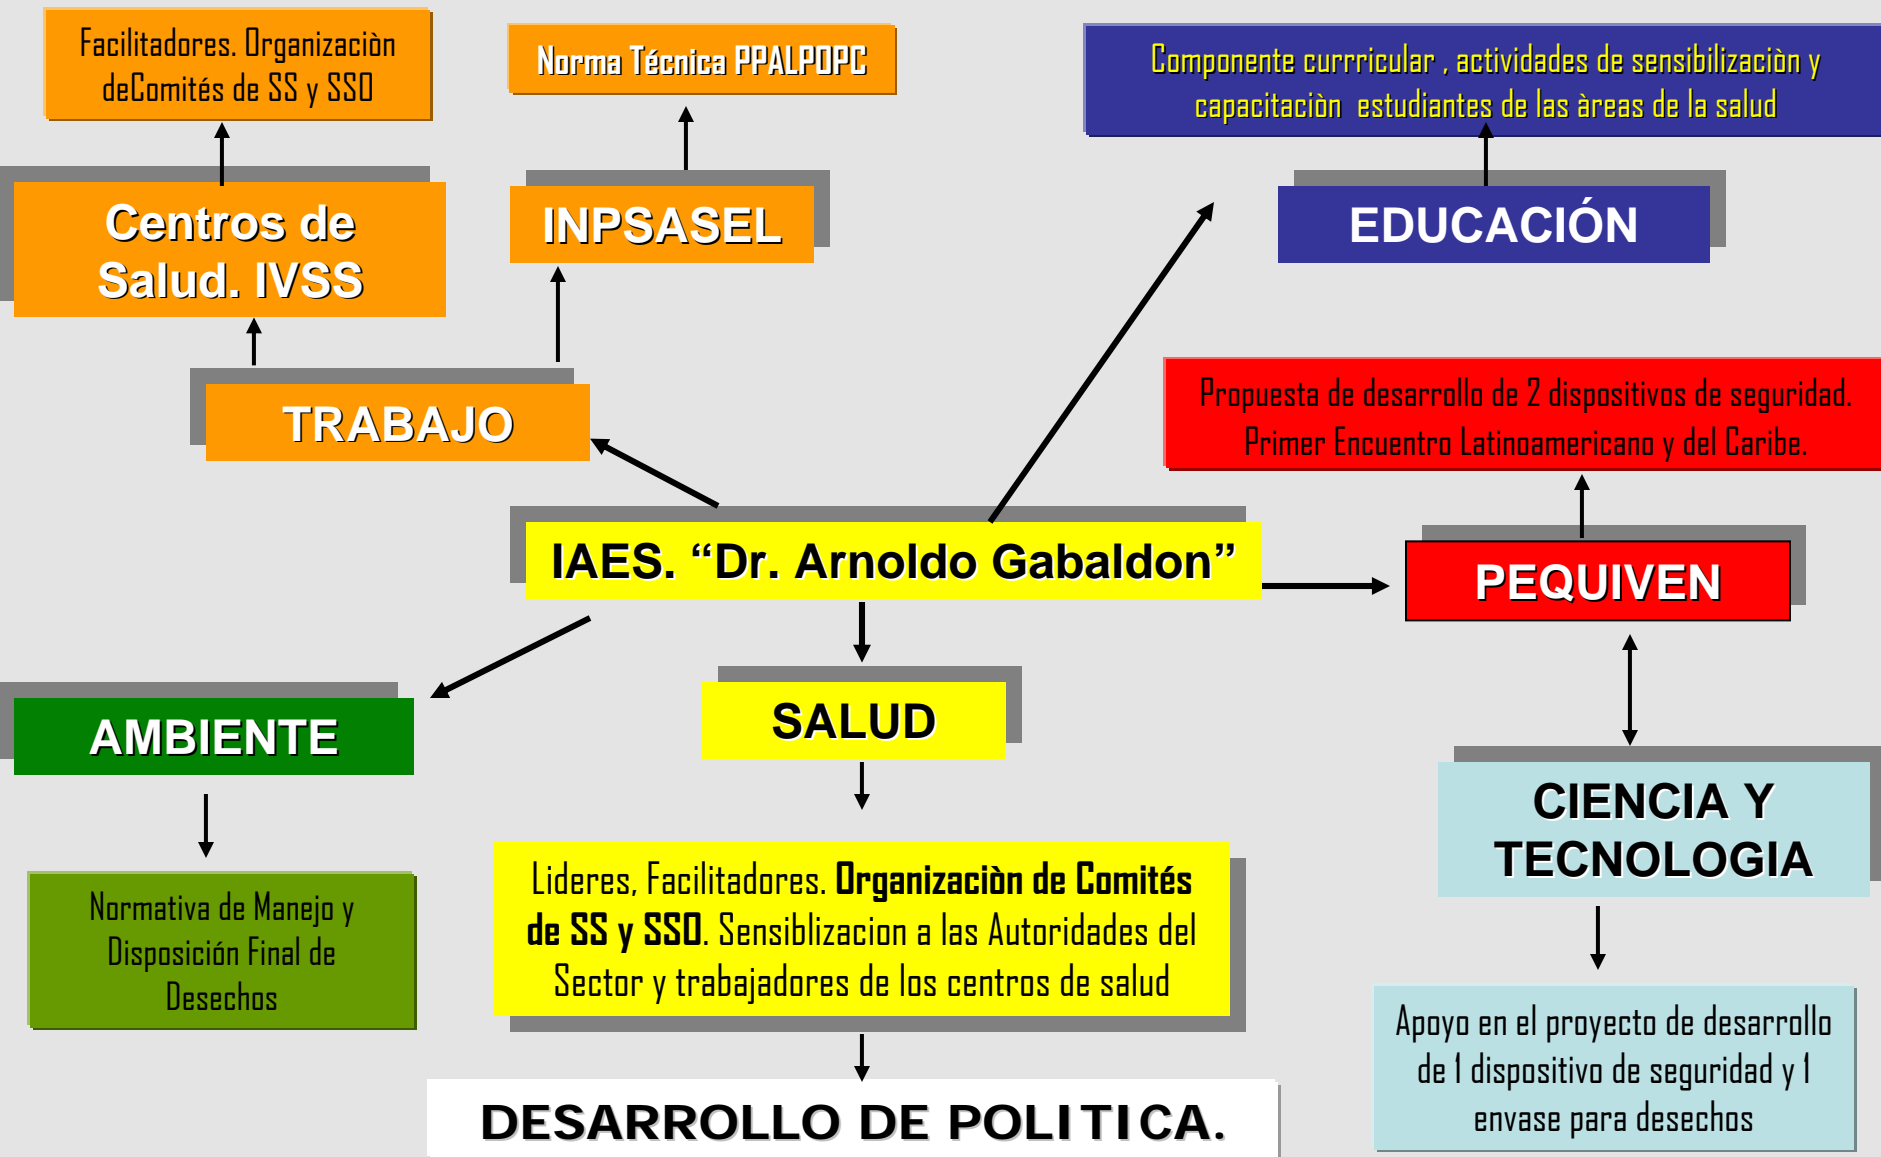 Facilitadores. Organizaciòn
deComités de SS y SSO
Norma Técnica PPALPOPC
Componente currricular , actividades de sensibilizaciòn y
capacitaciòn estudiantes de las àreas de la salud
Centros de
Salud. IVSS
INPSASEL
EDUCACIÓN
TRABAJO
Propuesta de desarrollo de 2 dispositivos de seguridad.
Primer Encuentro Latinoamericano y del Caribe.
IAES. “Dr. Arnoldo Gabaldon”
PEQUIVEN
AMBIENTE
SALUD
CIENCIA Y
TECNOLOGIA
Normativa de Manejo y
Disposición Final de
Desechos
Lideres, Facilitadores. Organizaciòn de Comités
de SS y SSO. Sensiblizacion a las Autoridades del
Sector y trabajadores de los centros de salud
Apoyo en el proyecto de desarrollo
de 1 dispositivo de seguridad y 1
envase para desechos
DESARROLLO DE POLITICA.